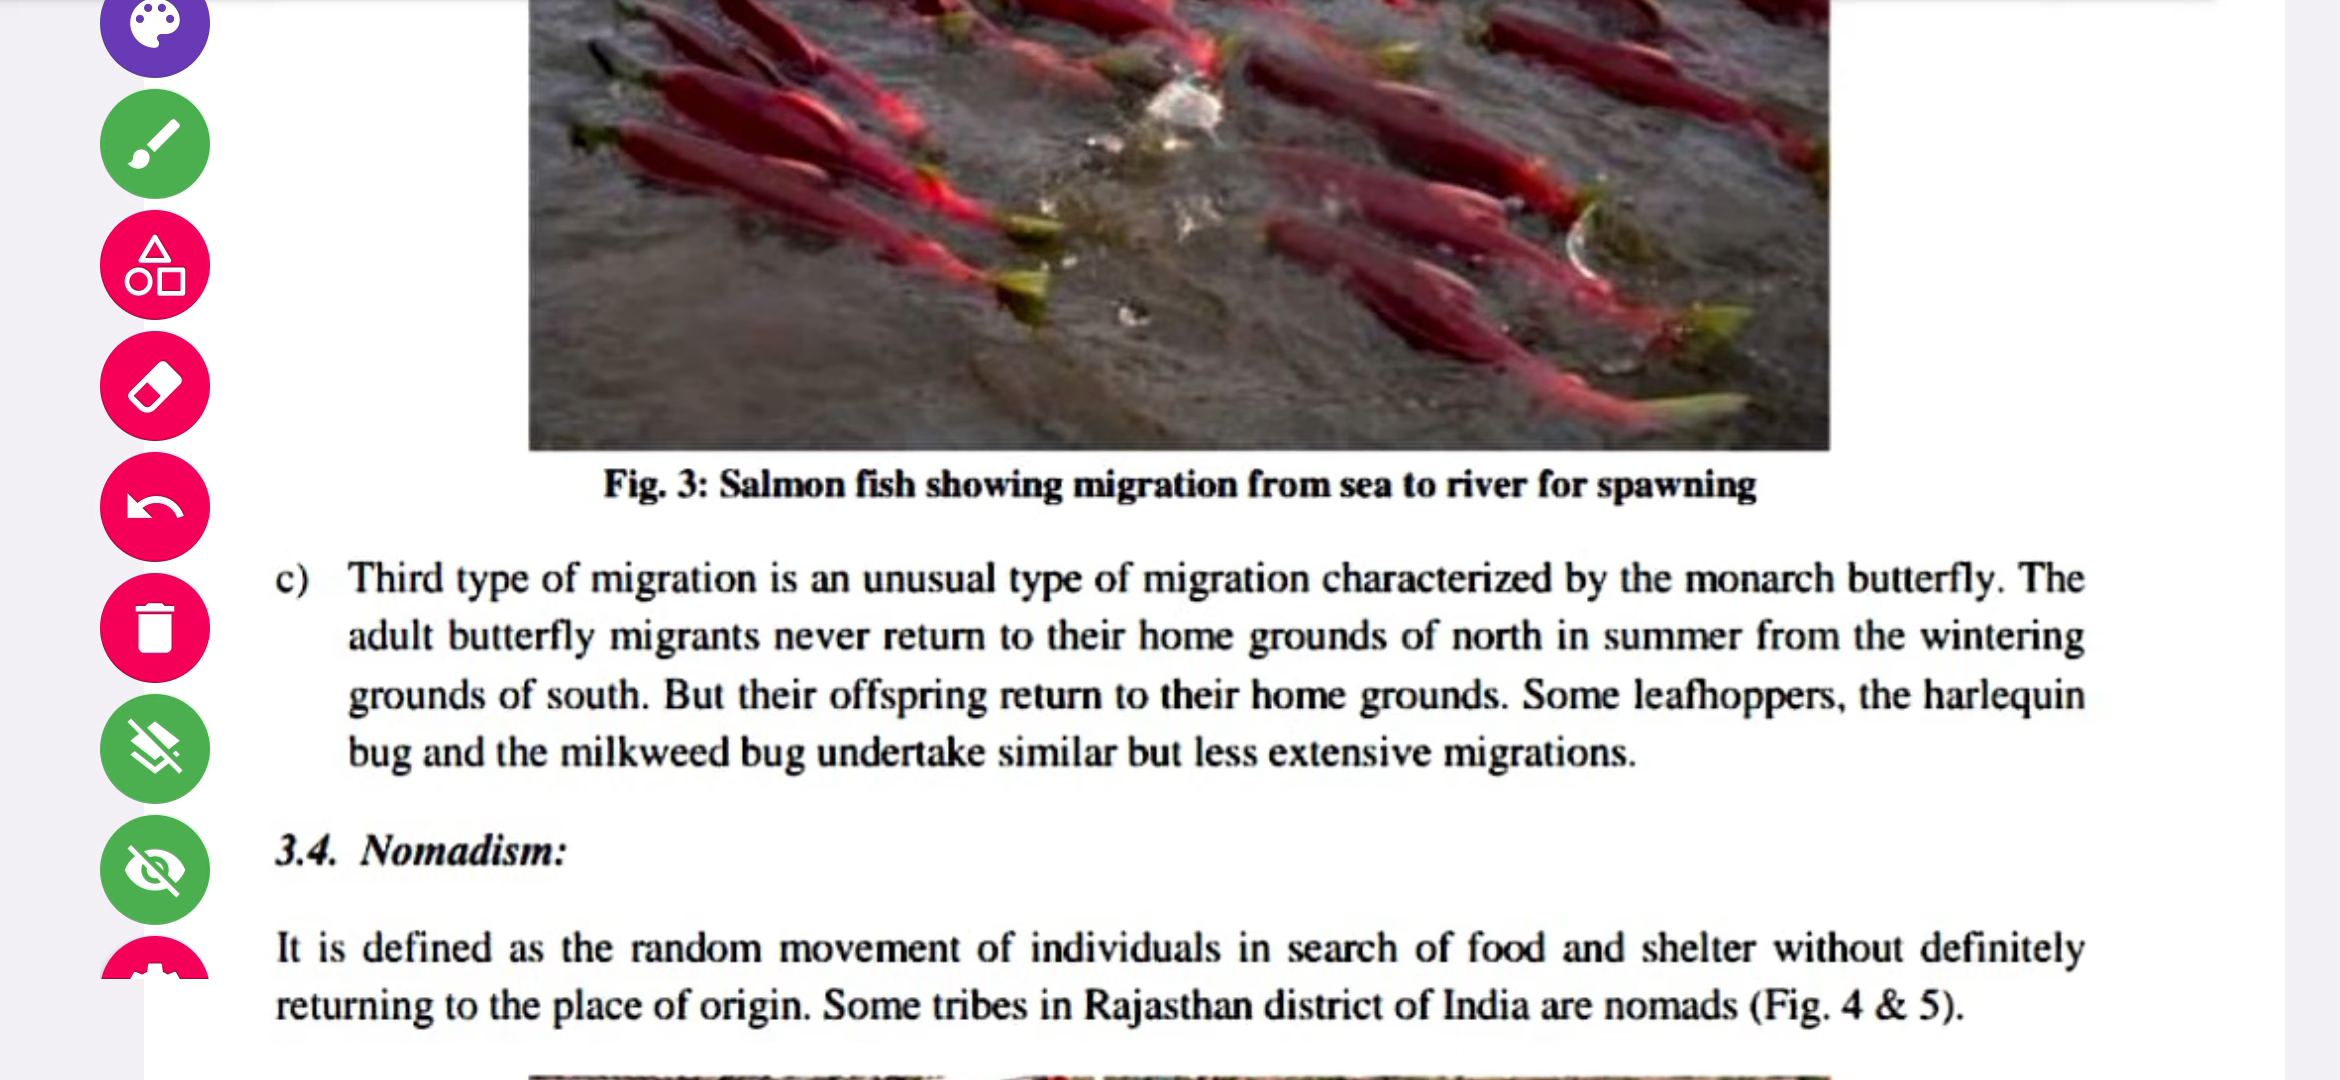 Fig. 3: Salmon fish showing migration from sea to river for spawning
c) Third type of migration is an unusual type of migration characterized by the monarch butterfly. The
adult butterfly migrants never return to their home grounds of north in summer from the wintering
grounds of south. But their offspring return to their home grounds. Some leafhoppers, the harlequin
bug and the milkweed bug undertake similar but less extensive migrations.
3.4. Nomadism:
It is defined as the random movement of individuals in search of food and shelter without definitely
returning to the place of origin. Some tribes in Rajasthan district of India are nomads (Fig. 4 & 5).